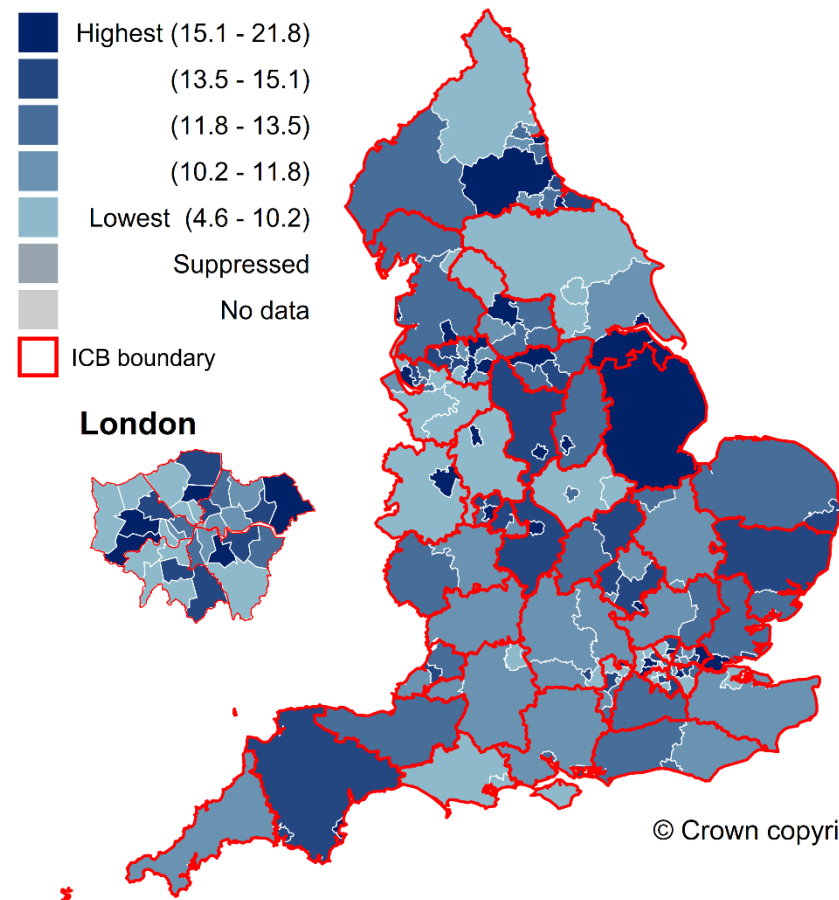 Highest (15.1 - 21.8)
(13.5 - 15.1)
(11.8 - 13.5)
(10.2 - 11.8)
Lowest (4.6 - 10.2)
Suppressed
No data
ICB boundary
London
© Crown copyri